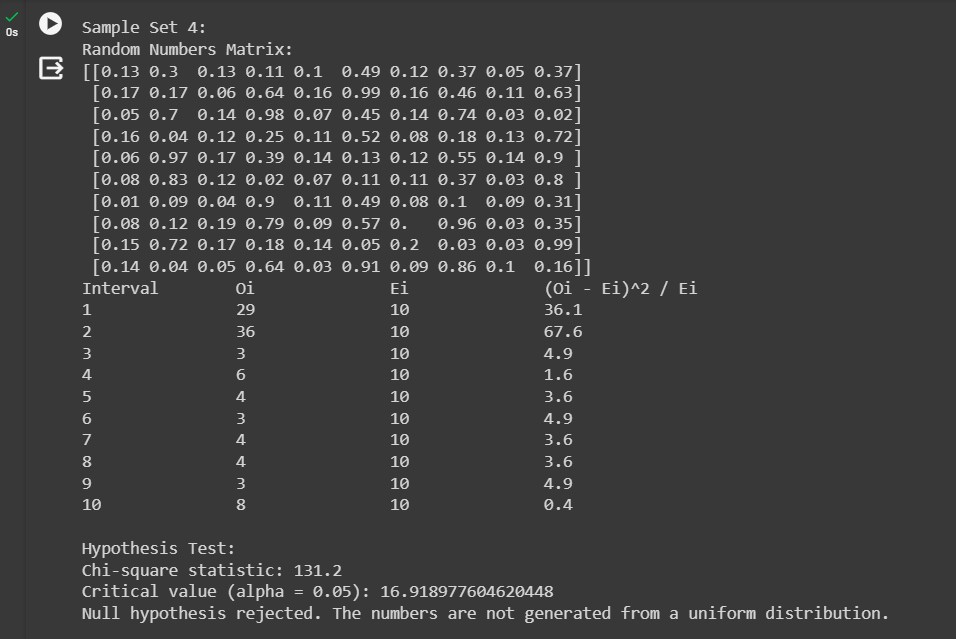 0s
Sample Set 4:
Random Numbers Matrix:
[[0.13 0.3  0.13 0.11 0.1  0.49 0.12 0.37 0.05 0.37]
 [0.17 0.17 0.06 0.64 0.16 0.99 0.16 0.46 0.11 0.63]
 [0.05 0.7  0.14 0.98 0.07 0.45 0.14 0.74 0.03 0.02]
 [0.16 0.04 0.12 0.25 0.11 0.52 0.08 0.18 0.13 0.72]
 [0.06 0.97 0.17 0.39 0.14 0.13 0.12 0.55 0.14 0.9 ]
 [0.08 0.83 0.12 0.02 0.07 0.11 0.11 0.37 0.03 0.8 ]
 [0.01 0.09 0.04 0.9  0.11 0.49 0.08 0.1  0.09 0.31]
 [0.08 0.12 0.19 0.79 0.09 0.57 0.   0.96 0.03 0.35]
 [0.15 0.72 0.17 0.18 0.14 0.05 0.2  0.03 0.03 0.99]
 [0.14 0.04 0.05 0.64 0.03 0.91 0.09 0.86 0.1  0.16]]
Interval Oi Ei (Oi - Ei)^2 / Ei
1 29 10 36.1
2 36 10 67.6
3 3 10 4.9
4 6 10 1.6
5 4 10 3.6
6 3 10 4.9
7 4 10 3.6
8 4 10 3.6
9 3 10 4.9
10 8 10 0.4
Hypothesis Test:
Chi-square statistic: 131.2
Critical value (alpha = 0.05): 16.918977604620448
Null hypothesis rejected. The numbers are not generated from a uniform distribution.